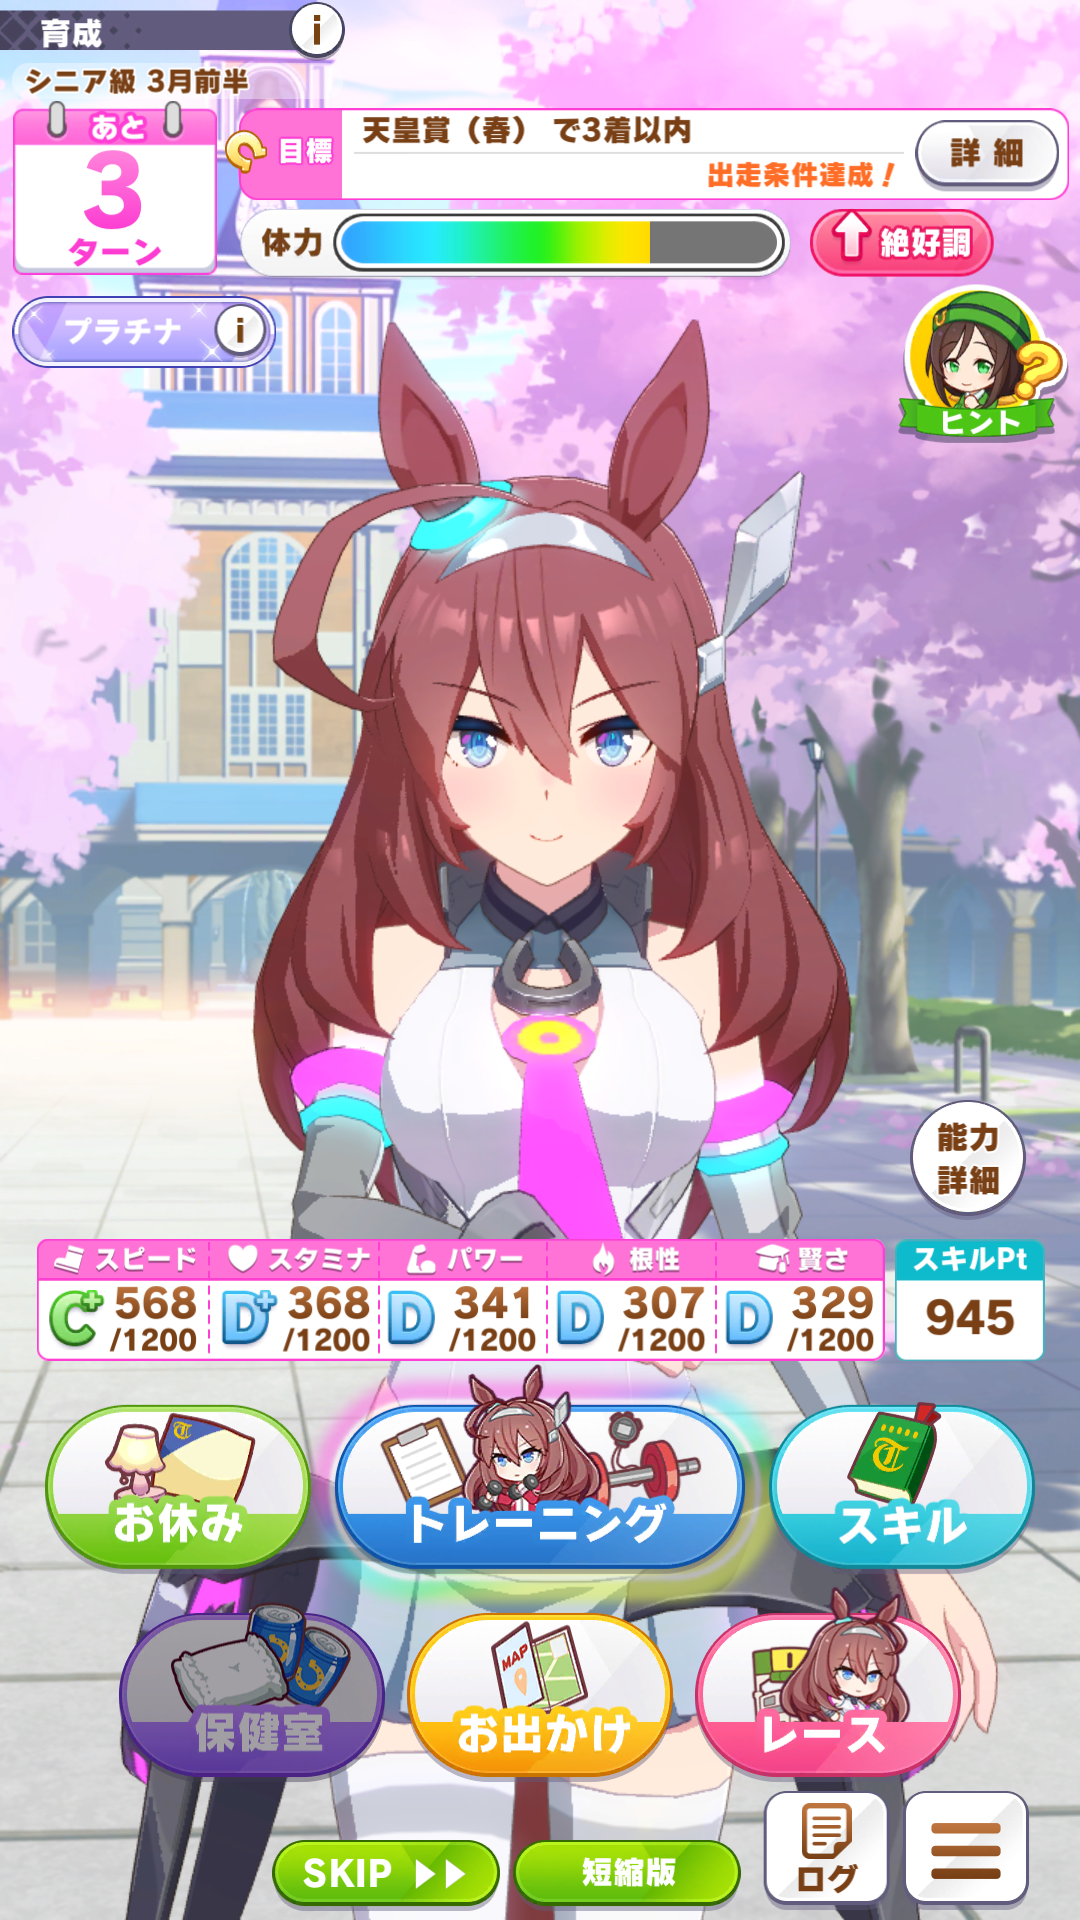 育成
i
シニア級 3月前半
あと
3
ターン
目標
天皇賞（春） で3着以内
出走条件達成！
詳細
体力
絶好調
プラチナ
i
?
ヒント
能力
詳細
スピード スタミナ パワー 根性 賢さ スキルPt
C+ 568 D+ 368 D 341 D 307 D 329 945
/1200 /1200 /1200 /1200 /1200
お休み トレーニング スキル
MAP
保健室 お出かけ レース
SKIP 短縮版 ログ